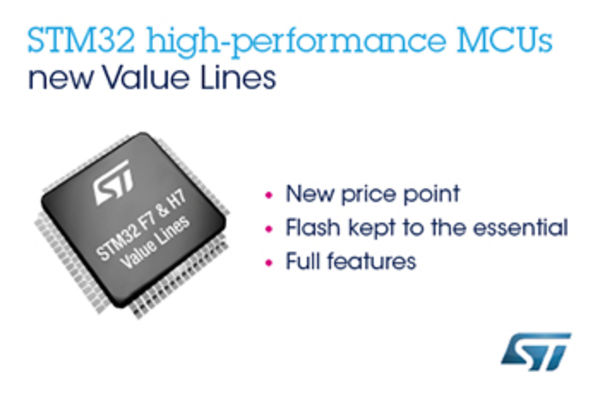 STM32 high-performance MCUs
new Value Lines
ST
STM32 F7 & H7
Value Lines
• New price point
• Flash kept to the essential
• Full features
ST